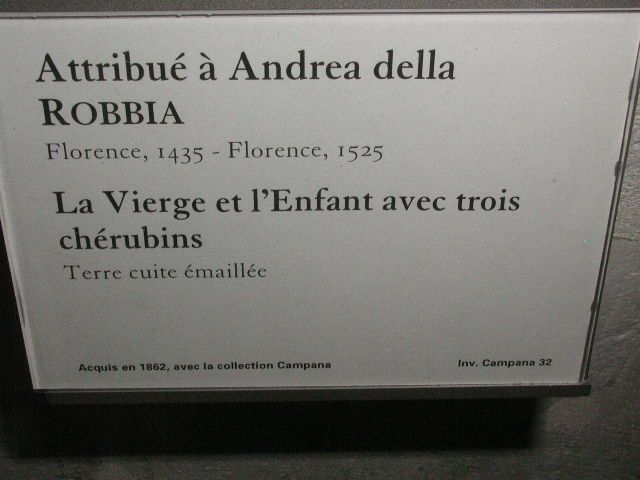 Attribué à Andrea della
ROBBIA
Florence, 1435 - Florence, 1525
La Vierge et l'Enfant avec trois
chérubins
Terre cuite émaillée
Acquis en 1862, avec la collection Campana
Inv. Campana 32